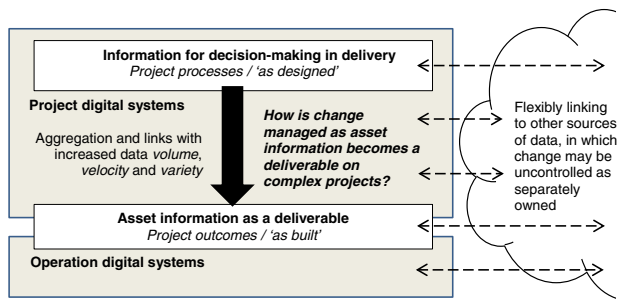 Information for decision-making in delivery
Project processes / 'as designed'
Project digital systems
Aggregation and links with
increased data volume,
velocity and variety
How is change
managed as asset
information becomes a
deliverable on
complex projects?
Flexibly linking
to other sources
of data, in which
change may be
uncontrolled as
separately
owned
Asset information as a deliverable
Project outcomes / 'as built'
Operation digital systems